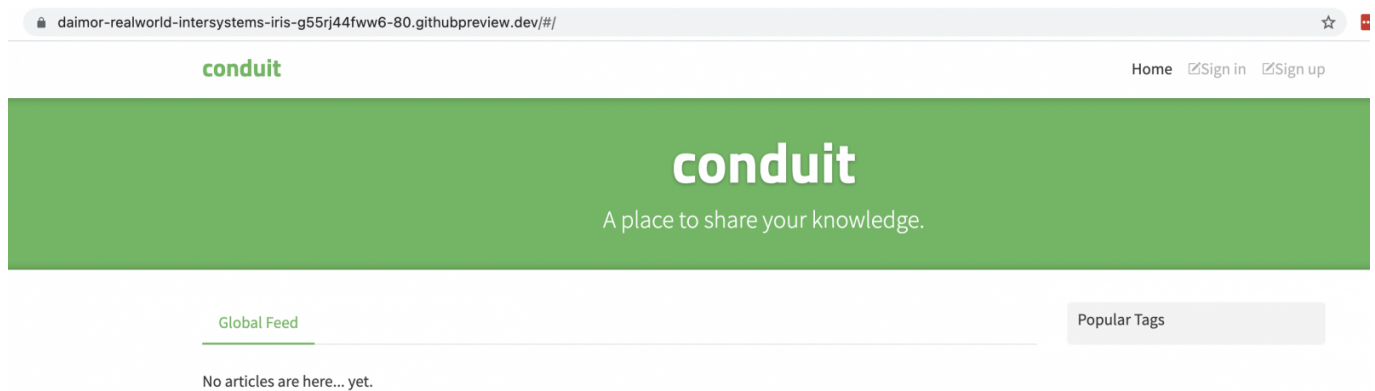 daimor-realworld-intersystems-iris-g55rj44fww6-80.githubpreview.dev/#/
conduit
Home Sign in Sign up
conduit
A place to share your knowledge.
Global Feed
Popular Tags
No articles are here... yet.